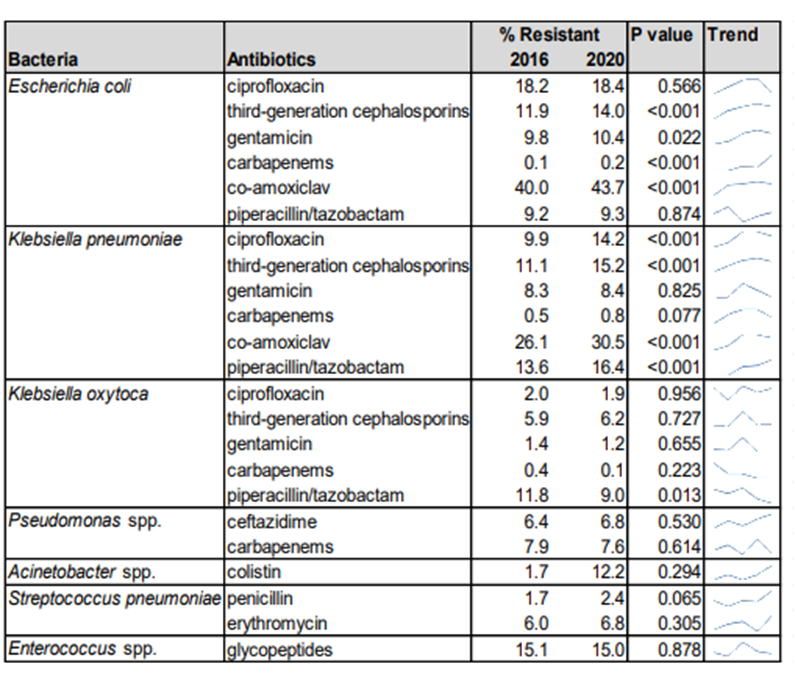 % Resistant P value Trend
Bacteria Antibiotics 2016 2020
Escherichia coli ciprofloxacin 18.2 18.4 0.566
third-generation cephalosporins 11.9 14.0 <0.001
gentamicin 9.8 10.4 0.022
carbapenems 0.1 0.2 <0.001
co-amoxiclav 40.0 43.7 <0.001
piperacillin/tazobactam 9.2 9.3 0.874
Klebsiella pneumoniae ciprofloxacin 9.9 14.2 <0.001
third-generation cephalosporins 11.1 15.2 <0.001
gentamicin 8.3 8.4 0.825
carbapenems 0.5 0.8 0.077
co-amoxiclav 26.1 30.5 <0.001
piperacillin/tazobactam 13.6 16.4 <0.001
Klebsiella oxytoca ciprofloxacin 2.0 1.9 0.956
third-generation cephalosporins 5.9 6.2 0.727
gentamicin 1.4 1.2 0.655
carbapenems 0.4 0.1 0.223
piperacillin/tazobactam 11.8 9.0 0.013
Pseudomonas spp. ceftazidime 6.4 6.8 0.530
carbapenems 7.9 7.6 0.614
Acinetobacter spp. colistin 1.7 12.2 0.294
Streptococcus pneumoniae penicillin 1.7 2.4 0.065
erythromycin 6.0 6.8 0.305
Enterococcus spp. glycopeptides 15.1 15.0 0.878